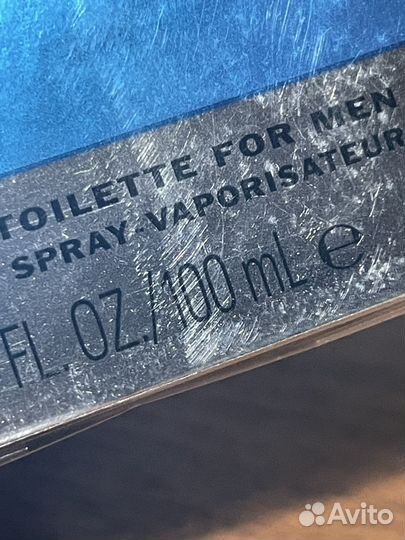 TOILETTE FOR MEN
SPRAY-VAPORISATEUR
FL.OZ./100 mL ℮
Avito